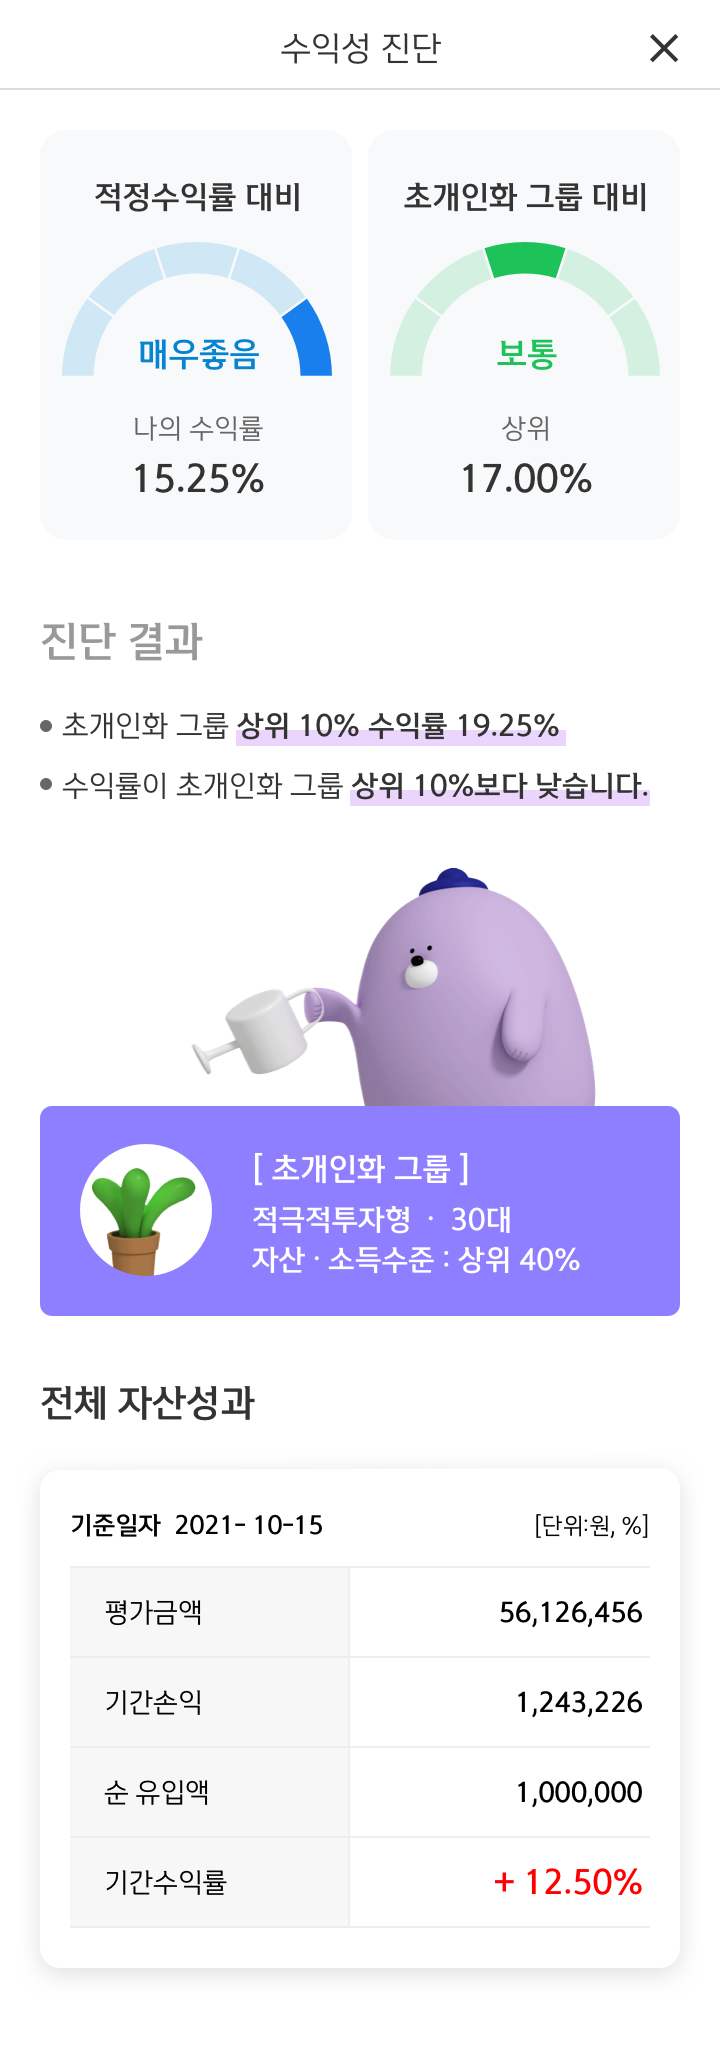 수익성 진단
적정수익률 대비
매우좋음
나의 수익률
15.25%
초개인화 그룹 대비
보통
상위
17.00%
진단 결과
초개인화 그룹 상위 10% 수익률 19.25%
수익률이 초개인화 그룹 상위 10%보다 낮습니다.
[ 초개인화 그룹 ]
적극적투자형 · 30대
자산 · 소득수준 : 상위 40%
전체 자산성과
기준일자 2021- 10-15 [단위:원, %]
평가금액 56,126,456
기간손익 1,243,226
순 유입액 1,000,000
기간수익률 + 12.50%